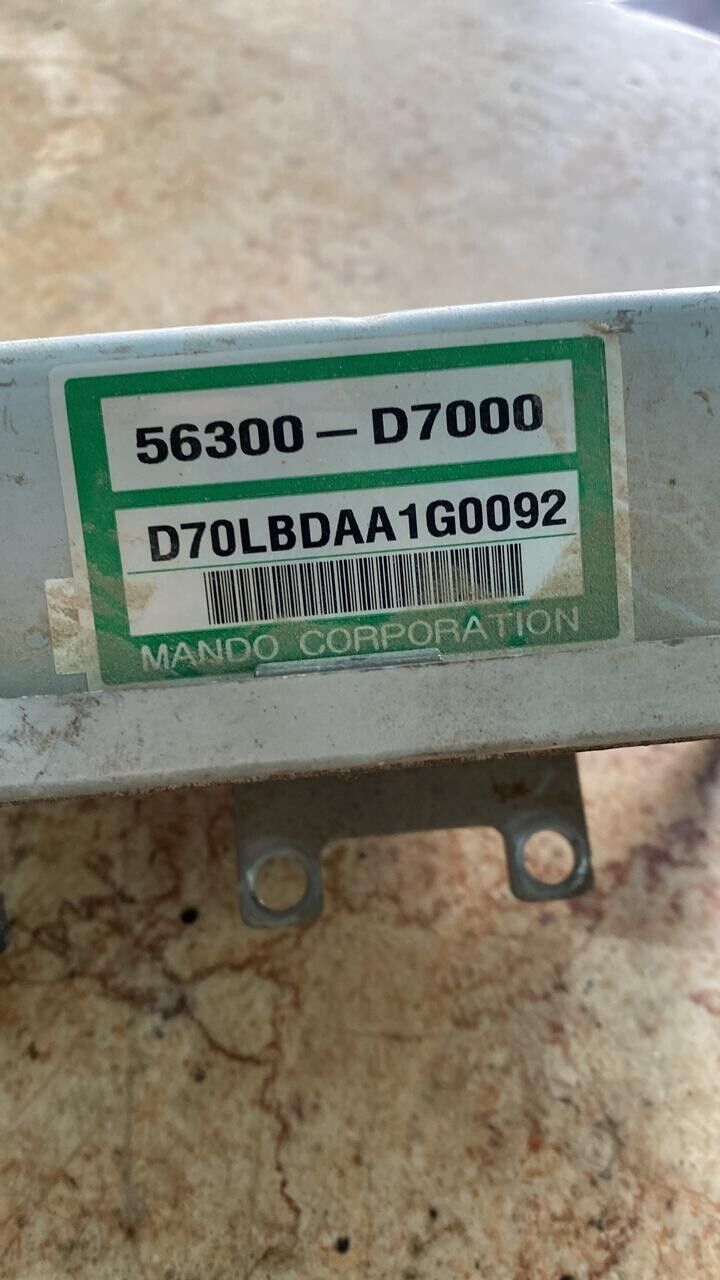 56300 – D7000
D70LBDAA1G0092
MANDO CORPORATION